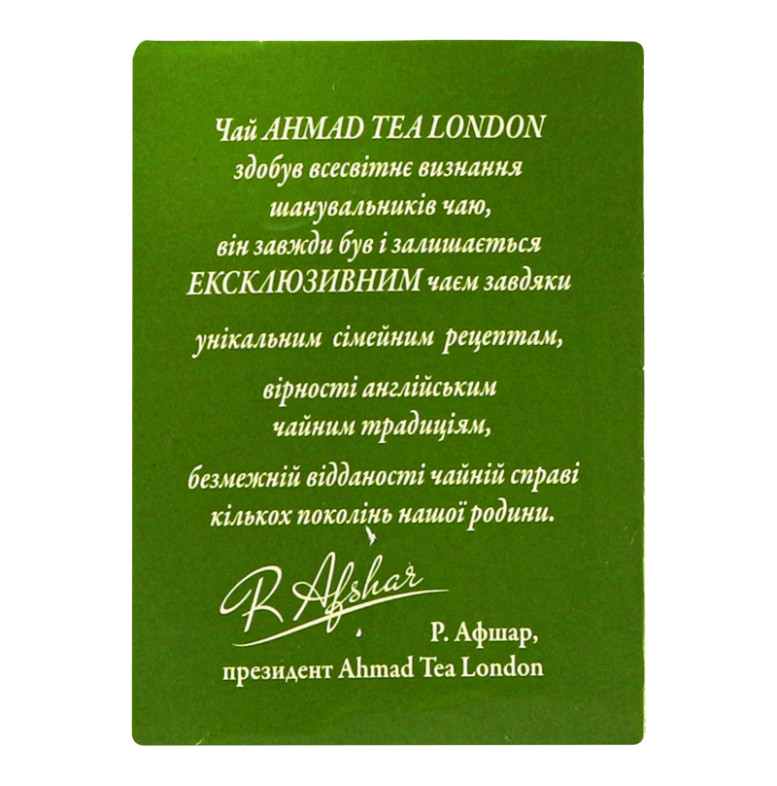 Чай AHMAD TEA LONDON
здобув всесвітнє визнання
шанувальників чаю,
він завжди був і залишається
ЕКСКЛЮЗИВНИМ чаєм завдяки
унікальним сімейним рецептам,
вірності англійським
чайним традиціям,
безмежній відданості чайній справі
кількох поколінь нашої родини.
R Afshar
Р. Афшар,
президент Ahmad Tea London